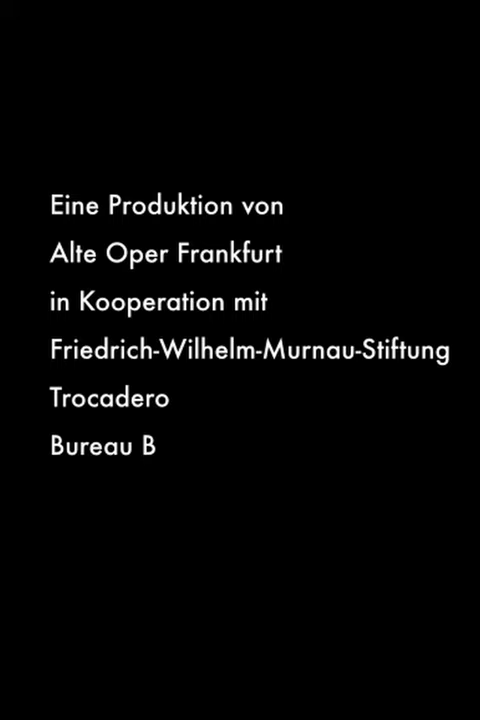 Eine Produktion von
Alte Oper Frankfurt
in Kooperation mit
Friedrich-Wilhelm-Murnau-Stiftung
Trocadero
Bureau B